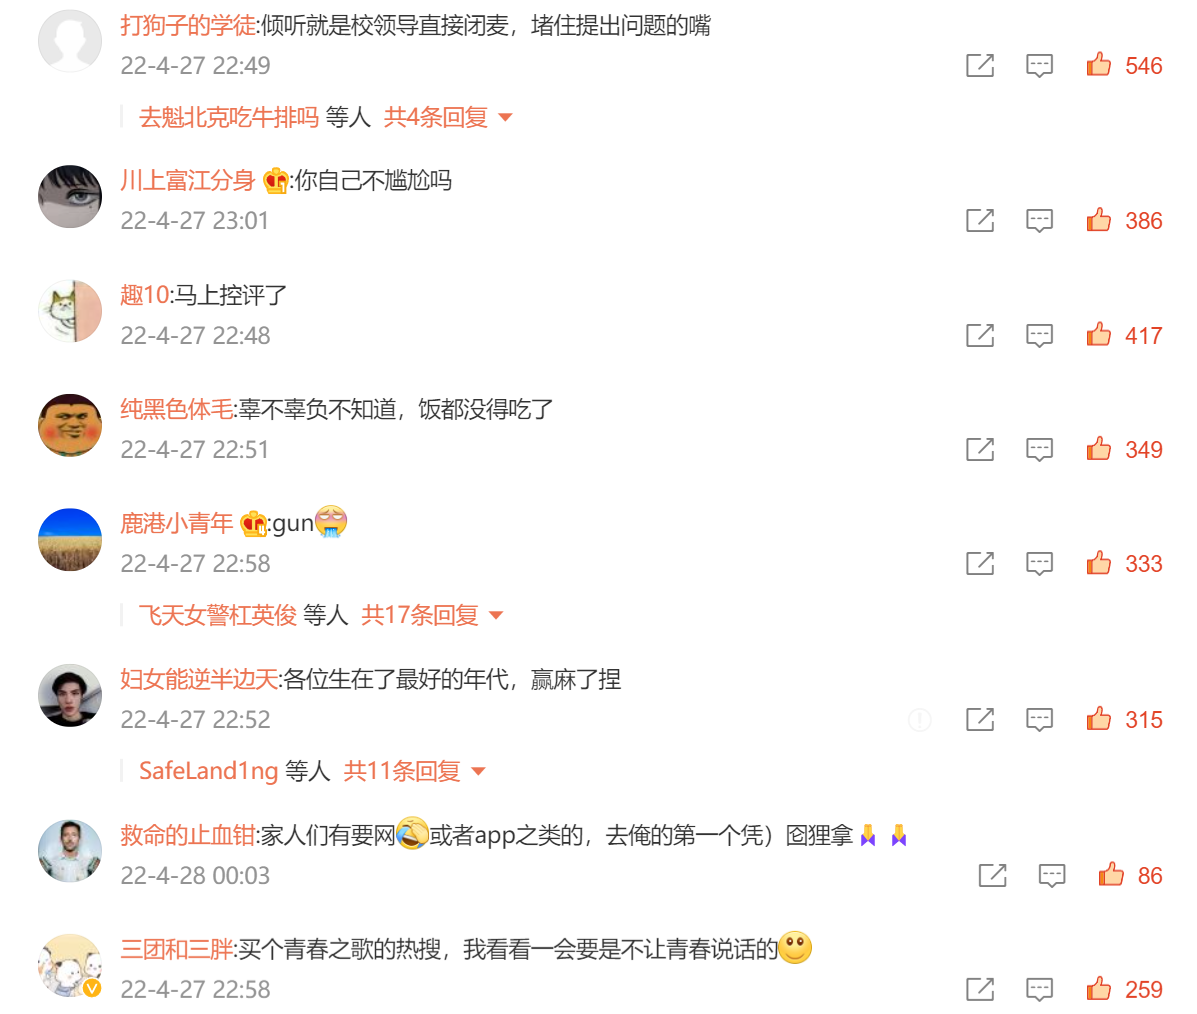 打狗子的学徒:倾听就是校领导直接闭麦，堵住提出问题的嘴
22-4-27 22:49
546
去魁北克吃牛排吗 等人 共4条回复
川上富江分身:你自己不尴尬吗
22-4-27 23:01
386
趣10:马上控评了
22-4-27 22:48
417
纯黑色体毛:辜不辜负不知道，饭都没得吃了
22-4-27 22:51
349
鹿港小青年:gun
22-4-27 22:58
333
飞天女警杠英俊 等人 共17条回复
妇女能逆半边天:各位生在了最好的年代，赢麻了捏
22-4-27 22:52
315
SafeLand1ng 等人 共11条回复
救命的止血钳:家人们有要网🤣或者app之类的，去俺的第一个凭）囵狸拿
22-4-28 00:03
86
三团和三胖:买个青春之歌的热搜，我看看一会要是不让青春说话的🙂
22-4-27 22:58
259